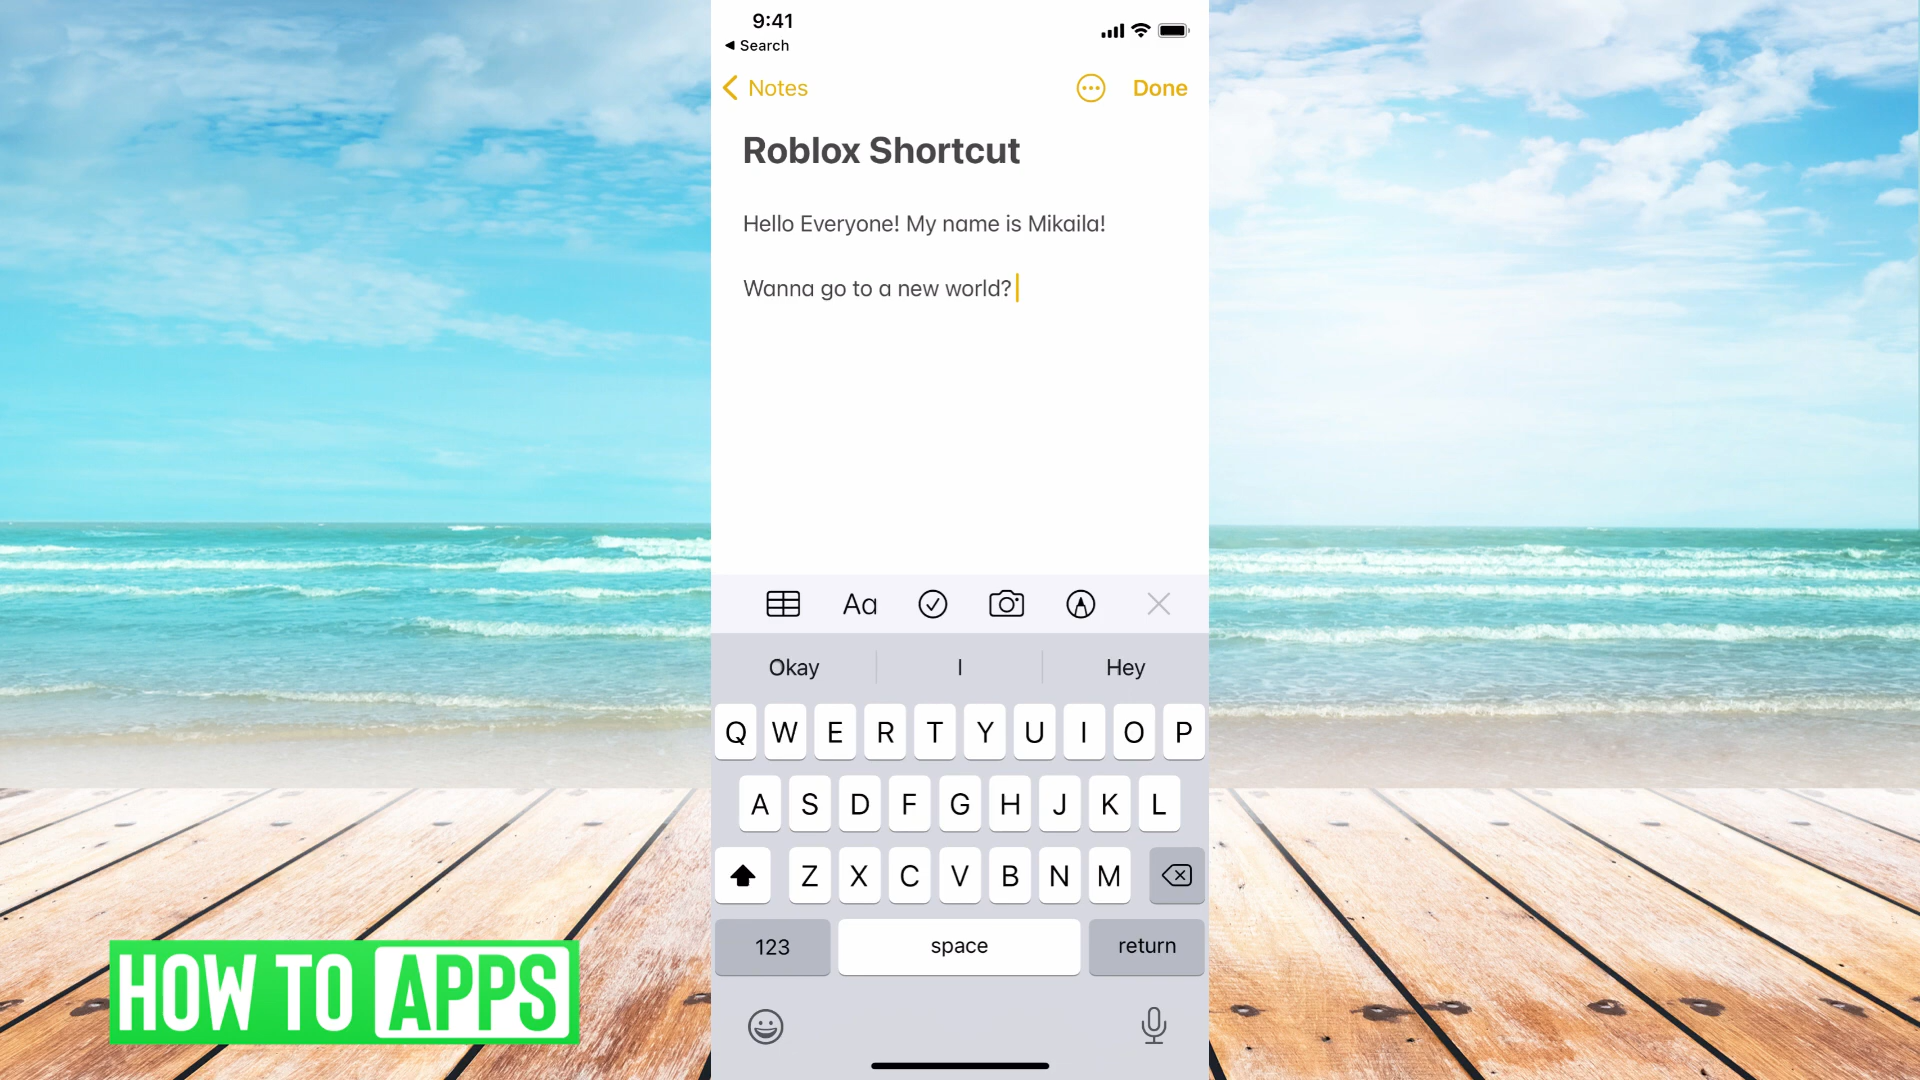 9:41
Search
Notes
Done
Roblox Shortcut
Hello Everyone! My name is Mikaila!
Wanna go to a new world?
Aa
Okay I Hey
Q W E R T Y U I O P
A S D F G H J K L
Z X C V B N M
123 space return
HOW TO APPS